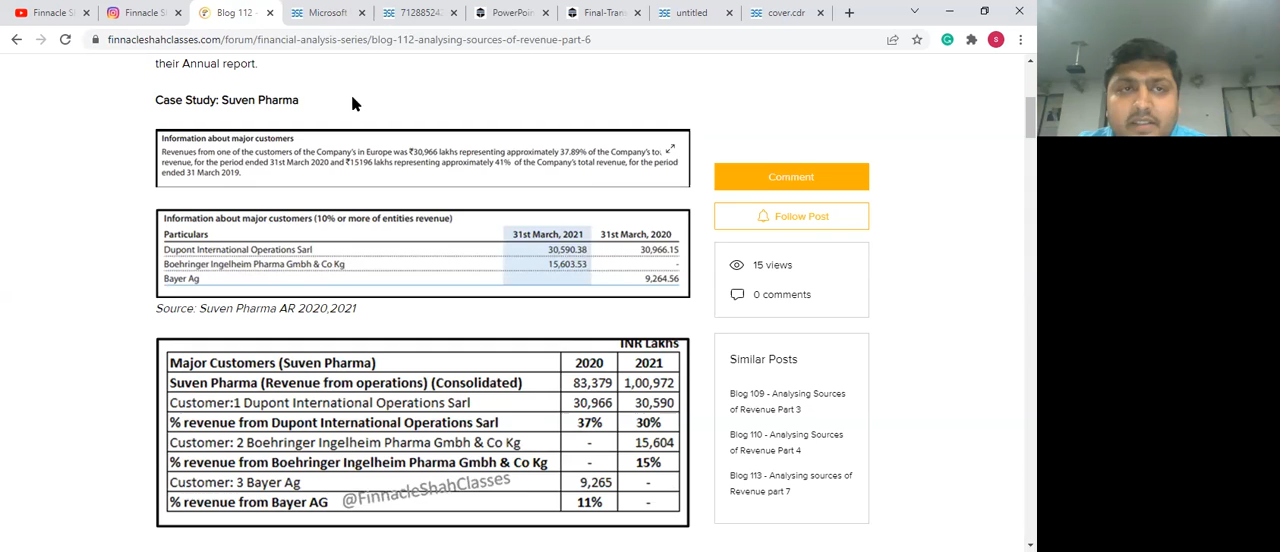 Finnacle S
Finnacle S
Blog 112 -
Microsoft
712885242
PowerPoin
Final-Tran
untitled
cover.cdr
finnacleshahclasses.com/forum/financial-analysis-series/blog-112-analysing-sources-of-revenue-part-6
S
their Annual report.
Case Study: Suven Pharma
Information about major customers
Revenues from one of the customers of the Company's in Europe was ₹30,966 lakhs representing approximately 37.89% of the Company's to
revenue, for the period ended 31st March 2020 and ₹15196 lakhs representing approximately 41% of the Company's total revenue, for the period
ended 31 March 2019.
Information about major customers (10% or more of entities revenue)
Particulars 31st March, 2021 31st March, 2020
Dupont International Operations Sarl 30,590.38 30,966.15
Boehringer Ingelheim Pharma Gmbh & Co Kg 15,603.53 -
Bayer Ag 9,264.56
Source: Suven Pharma AR 2020,2021
INR Lakhs
Major Customers (Suven Pharma) 2020 2021
Suven Pharma (Revenue from operations) (Consolidated) 83,379 1,00,972
Customer:1 Dupont International Operations Sarl 30,966 30,590
% revenue from Dupont International Operations Sarl 37% 30%
Customer: 2 Boehringer Ingelheim Pharma Gmbh & Co Kg - 15,604
% revenue from Boehringer Ingelheim Pharma Gmbh & Co Kg - 15%
Customer: 3 Bayer Ag 9,265 -
% revenue from Bayer AG 11% -
@FinnacleShahClasses
Comment
Follow Post
15 views
0 comments
Similar Posts
Blog 109 - Analysing Sources
of Revenue Part 3
Blog 110 - Analysing Sources
of Revenue Part 4
Blog 113 - Analysing sources of
Revenue part 7